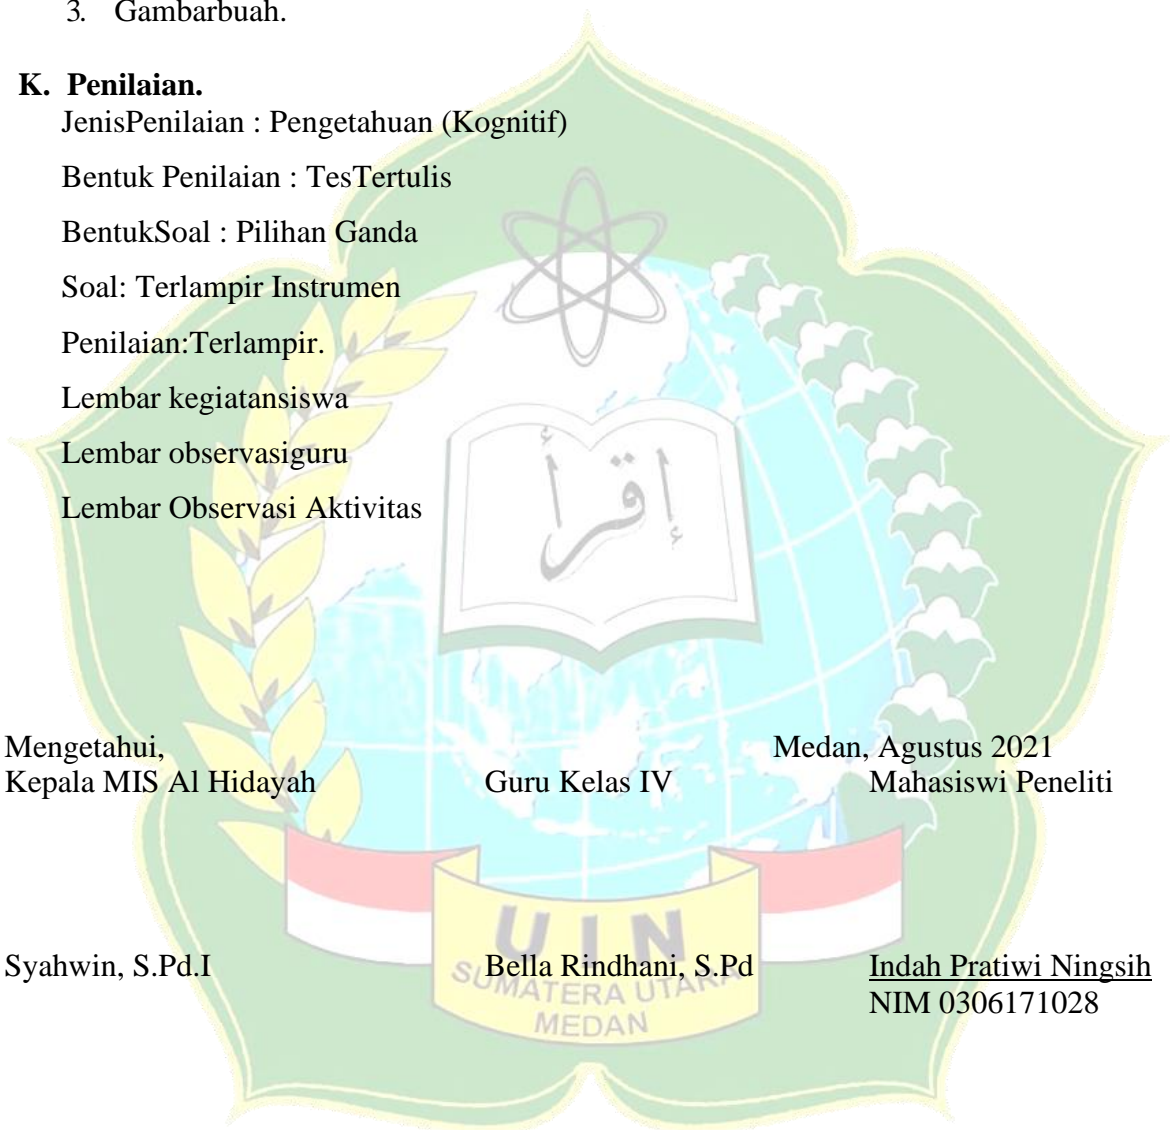 3. Gambarbuah.
K. Penilaian.
JenisPenilaian : Pengetahuan (Kognitif)
Bentuk Penilaian : TesTertulis
BentukSoal : Pilihan Ganda
Soal: Terlampir Instrumen
Penilaian:Terlampir.
Lembar kegiatansiswa
Lembar observasiguru
Lembar Observasi Aktivitas
إقرأ
Mengetahui, Medan, Agustus 2021
Kepala MIS Al Hidayah Guru Kelas IV Mahasiswi Peneliti
UIN
Syahwin, S.Pd.I Bella Rindhani, S.Pd Indah Pratiwi Ningsih
SUMATERA UTARA
NIM 0306171028
MEDAN